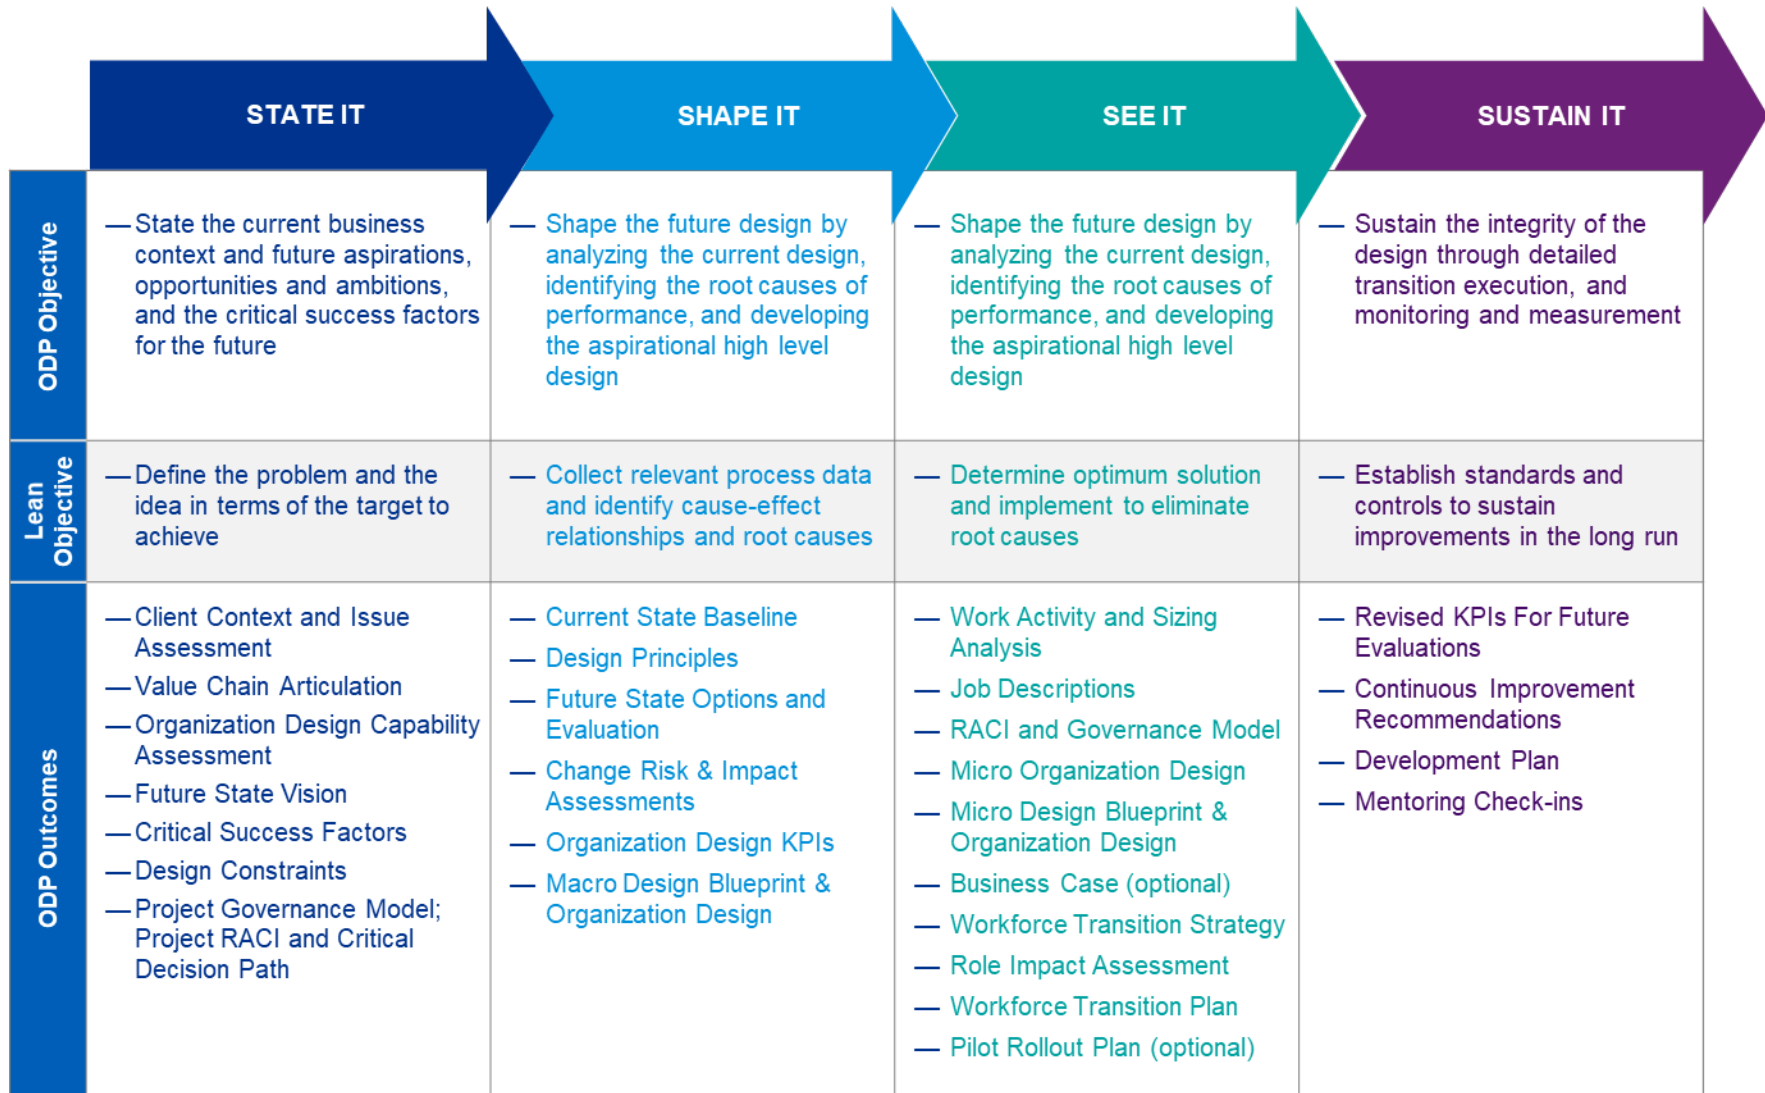 STATE IT
SHAPE IT
SEE IT
SUSTAIN IT
ODP Objective
— State the current business
context and future aspirations,
opportunities and ambitions,
and the critical success factors
for the future
— Shape the future design by
analyzing the current design,
identifying the root causes of
performance, and developing
the aspirational high level
design
— Shape the future design by
analyzing the current design,
identifying the root causes of
performance, and developing
the aspirational high level
design
— Sustain the integrity of the
design through detailed
transition execution, and
monitoring and measurement
Lean
Objective
— Define the problem and the
idea in terms of the target to
achieve
— Collect relevant process data
and identify cause-effect
relationships and root causes
— Determine optimum solution
and implement to eliminate
root causes
— Establish standards and
controls to sustain
improvements in the long run
ODP Outcomes
— Client Context and Issue
Assessment
— Value Chain Articulation
— Organization Design Capability
Assessment
— Future State Vision
— Critical Success Factors
— Design Constraints
— Project Governance Model;
Project RACI and Critical
Decision Path
— Current State Baseline
— Design Principles
— Future State Options and
Evaluation
— Change Risk & Impact
Assessments
— Organization Design KPIs
— Macro Design Blueprint &
Organization Design
— Work Activity and Sizing
Analysis
— Job Descriptions
— RACI and Governance Model
— Micro Organization Design
— Micro Design Blueprint &
Organization Design
— Business Case (optional)
— Workforce Transition Strategy
— Role Impact Assessment
— Workforce Transition Plan
— Pilot Rollout Plan (optional)
— Revised KPIs For Future
Evaluations
— Continuous Improvement
Recommendations
— Development Plan
— Mentoring Check-ins